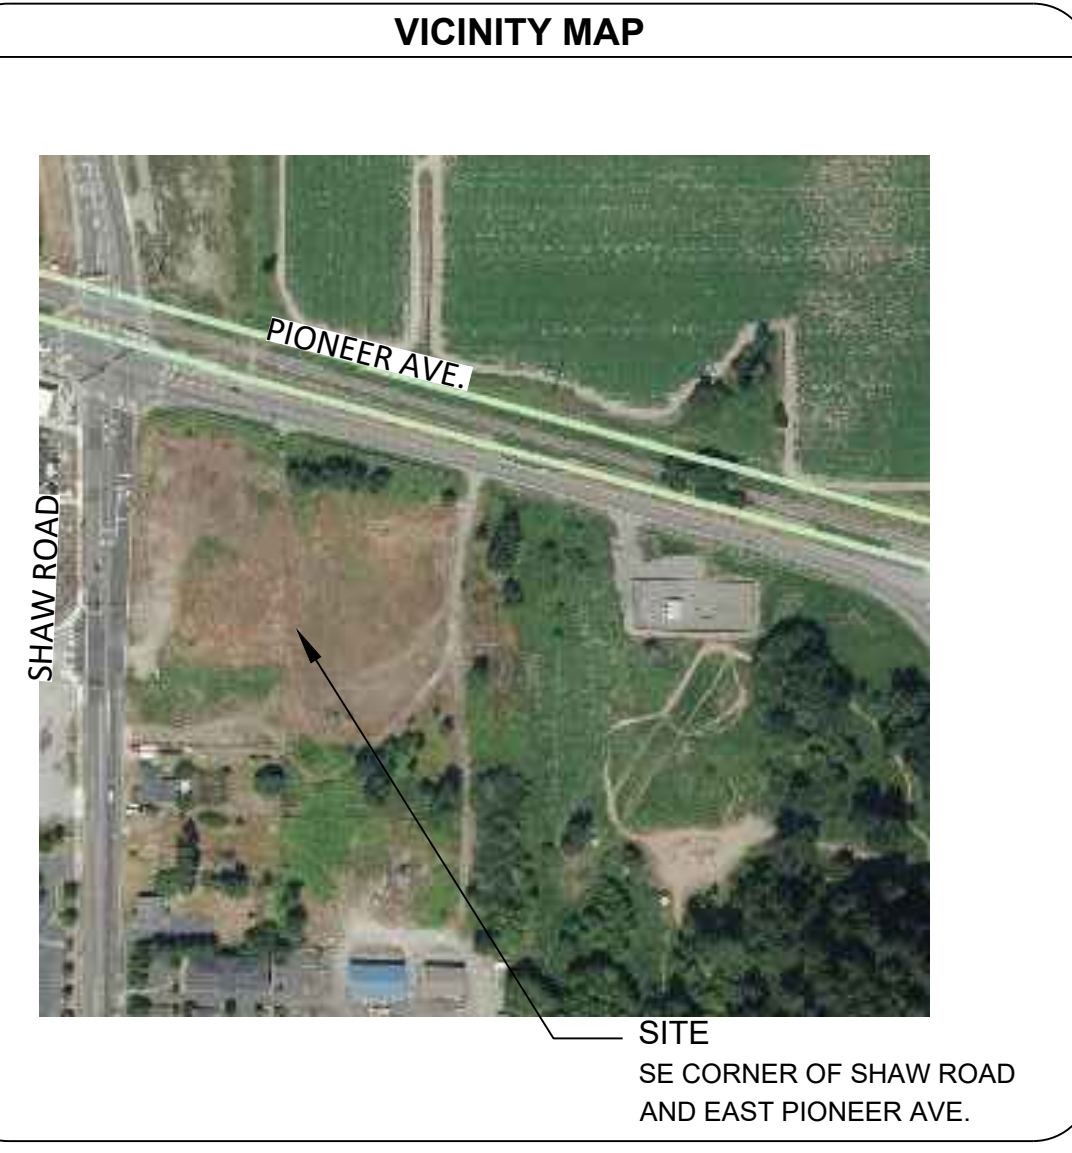 VICINITY MAP
PIONEER AVE.
SHAW ROAD
SITE
SE CORNER OF SHAW ROAD
AND EAST PIONEER AVE.